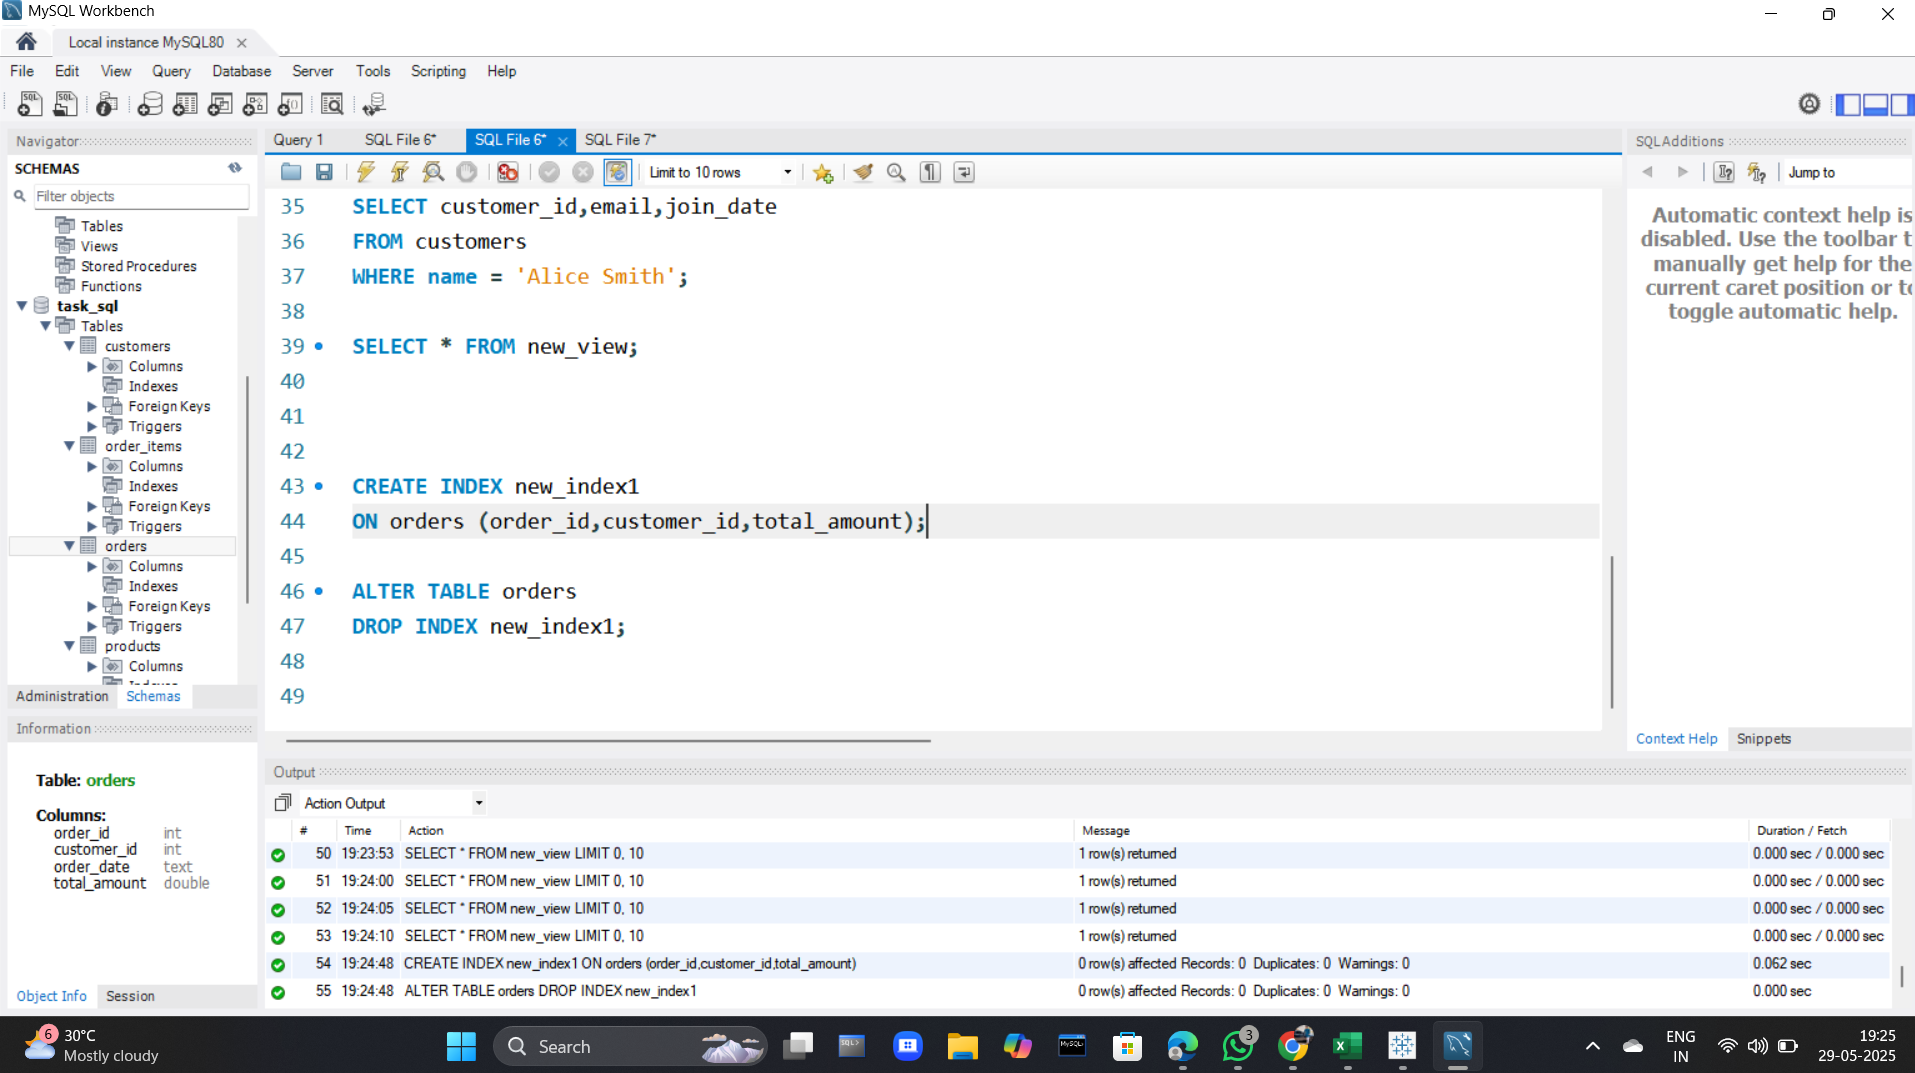 MySQL Workbench
Local instance MySQL80
File Edit View Query Database Server Tools Scripting Help
Navigator
SCHEMAS
Filter objects
Tables
Views
Stored Procedures
Functions
task_sql
Tables
customers
Columns
Indexes
Foreign Keys
Triggers
order_items
Columns
Indexes
Foreign Keys
Triggers
orders
Columns
Indexes
Foreign Keys
Triggers
products
Columns
Administration Schemas
Information
Table: orders
Columns:
order_id int
customer_id int
order_date text
total_amount double
Object Info Session
Query 1 SQL File 6* SQL File 6* SQL File 7*
Limit to 10 rows
35 SELECT customer_id,email,join_date
36 FROM customers
37 WHERE name = 'Alice Smith';
38
39 SELECT * FROM new_view;
40
41
42
43 CREATE INDEX new_index1
44 ON orders (order_id,customer_id,total_amount);
45
46 ALTER TABLE orders
47 DROP INDEX new_index1;
48
49
SQLAdditions
Jump to
Automatic context help is
disabled. Use the toolbar t
manually get help for the
current caret position or to
toggle automatic help.
Context Help Snippets
Output
Action Output
# Time Action Message Duration / Fetch
50 19:23:53 SELECT * FROM new_view LIMIT 0, 10 1 row(s) returned 0.000 sec / 0.000 sec
51 19:24:00 SELECT * FROM new_view LIMIT 0, 10 1 row(s) returned 0.000 sec / 0.000 sec
52 19:24:05 SELECT * FROM new_view LIMIT 0, 10 1 row(s) returned 0.000 sec / 0.000 sec
53 19:24:10 SELECT * FROM new_view LIMIT 0, 10 1 row(s) returned 0.000 sec / 0.000 sec
54 19:24:48 CREATE INDEX new_index1 ON orders (order_id,customer_id,total_amount) 0 row(s) affected Records: 0 Duplicates: 0 Warnings: 0 0.062 sec
55 19:24:48 ALTER TABLE orders DROP INDEX new_index1 0 row(s) affected Records: 0 Duplicates: 0 Warnings: 0 0.000 sec
6
30°C
Mostly cloudy
Search
3
ENG
IN
19:25
29-05-2025